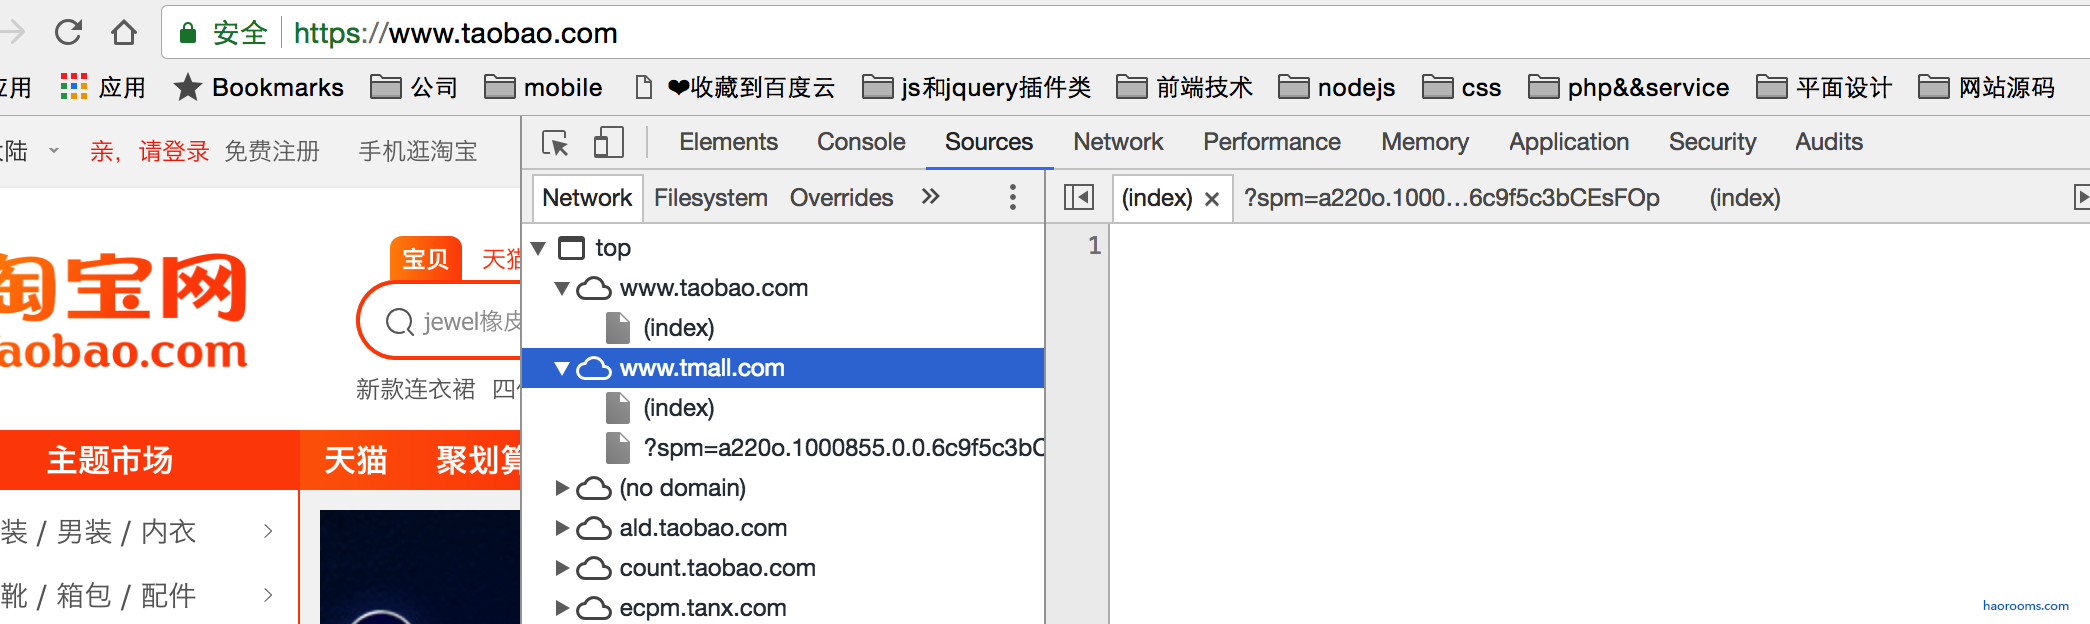 安全 https://www.taobao.com
应用 应用 Bookmarks 公司 mobile ❤收藏到百度云 js和jquery插件类 前端技术 nodejs css php&&service 平面设计 网站源码
大陆 亲，请登录 免费注册 手机逛淘宝
Elements Console Sources Network Performance Memory Application Security Audits
Network Filesystem Overrides » (index) × ?spm=a220o.1000…6c9f5c3bCEsFOp (index)
top
1
宝贝 天猫
淘宝网
taobao.com
jewel橡皮
新款连衣裙
www.taobao.com
(index)
www.tmall.com
(index)
?spm=a220o.1000855.0.0.6c9f5c3bC
(no domain)
ald.taobao.com
count.taobao.com
ecpm.tanx.com
主题市场 天猫 聚划算
装 / 男装 / 内衣
靴 / 箱包 / 配件
haorooms.com